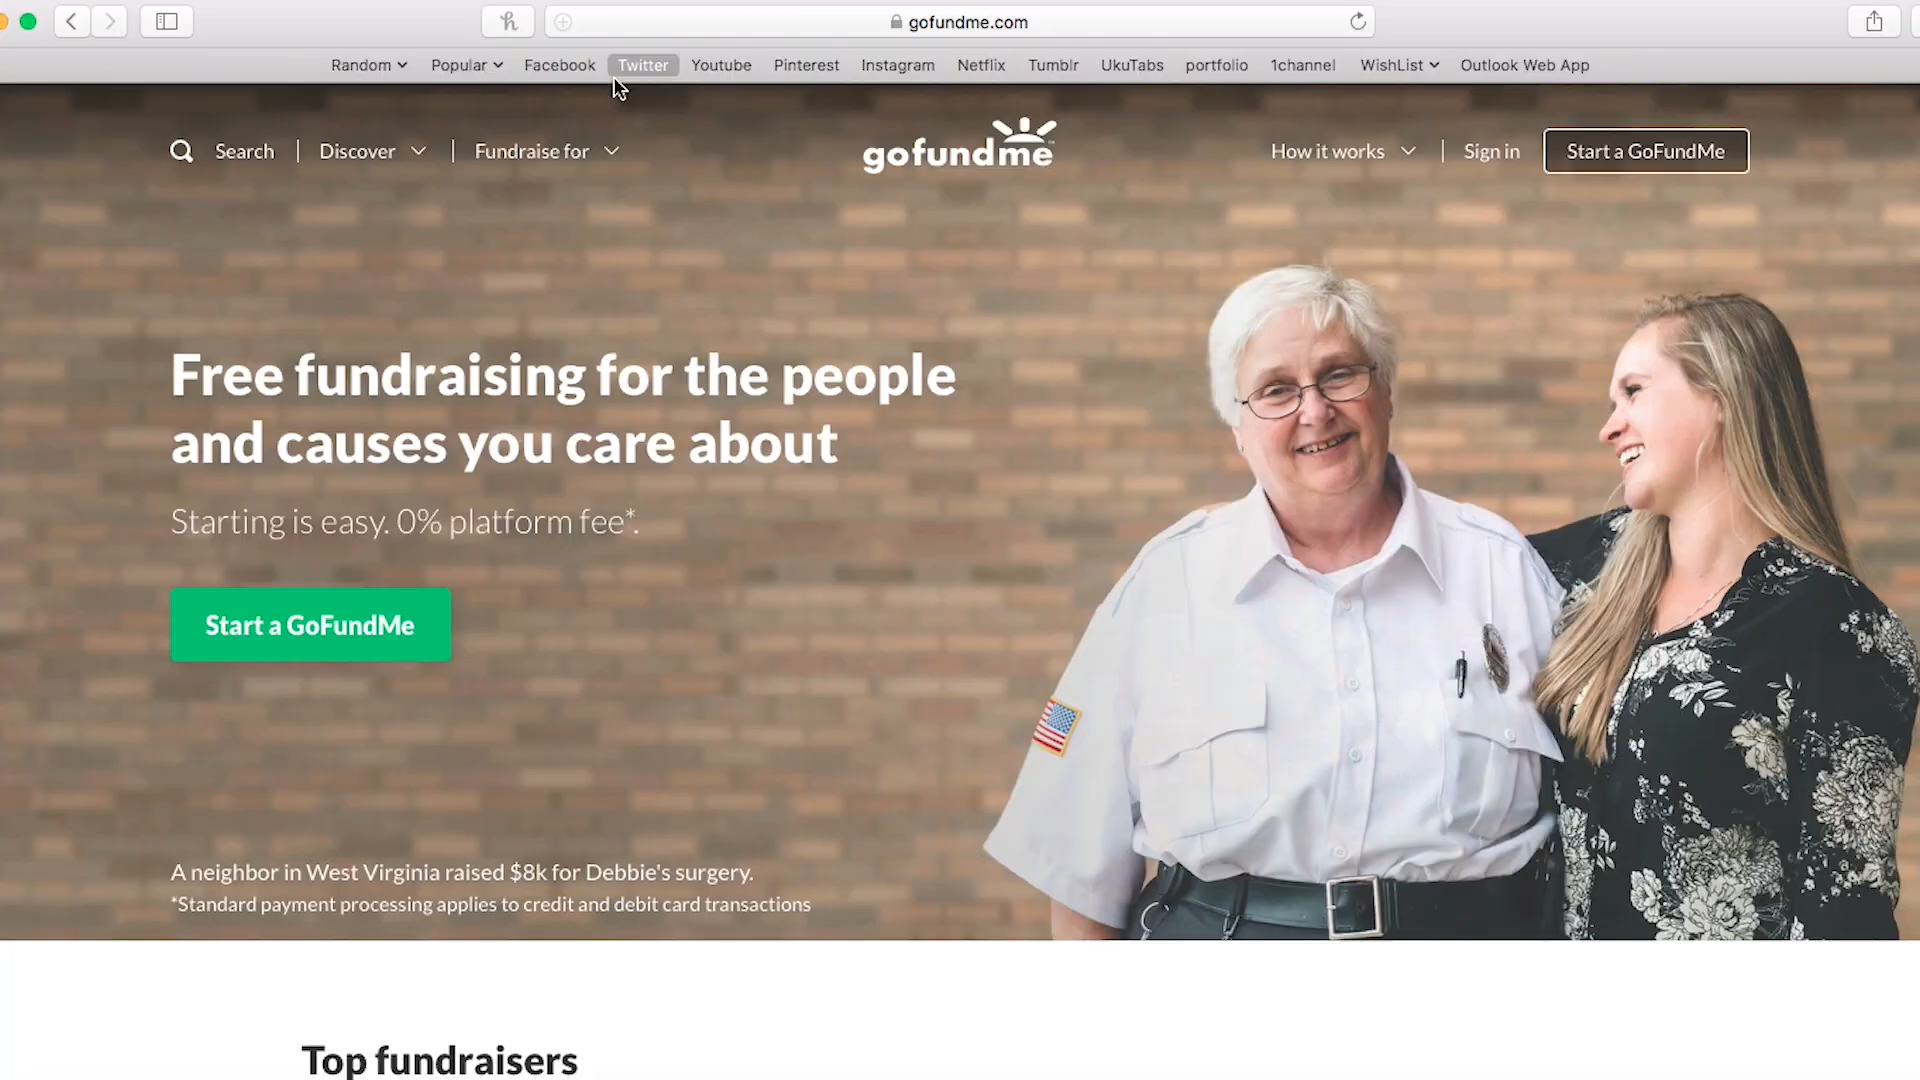 gofundme.com
Random Popular Facebook Twitter Youtube Pinterest Instagram Netflix Tumblr UkuTabs portfolio 1channel WishList Outlook Web App
Search Discover Fundraise for gofundme How it works Sign in Start a GoFundMe
Free fundraising for the people
and causes you care about
Starting is easy. 0% platform fee*.
Start a GoFundMe
A neighbor in West Virginia raised $8k for Debbie's surgery.
*Standard payment processing applies to credit and debit card transactions
Top fundraisers